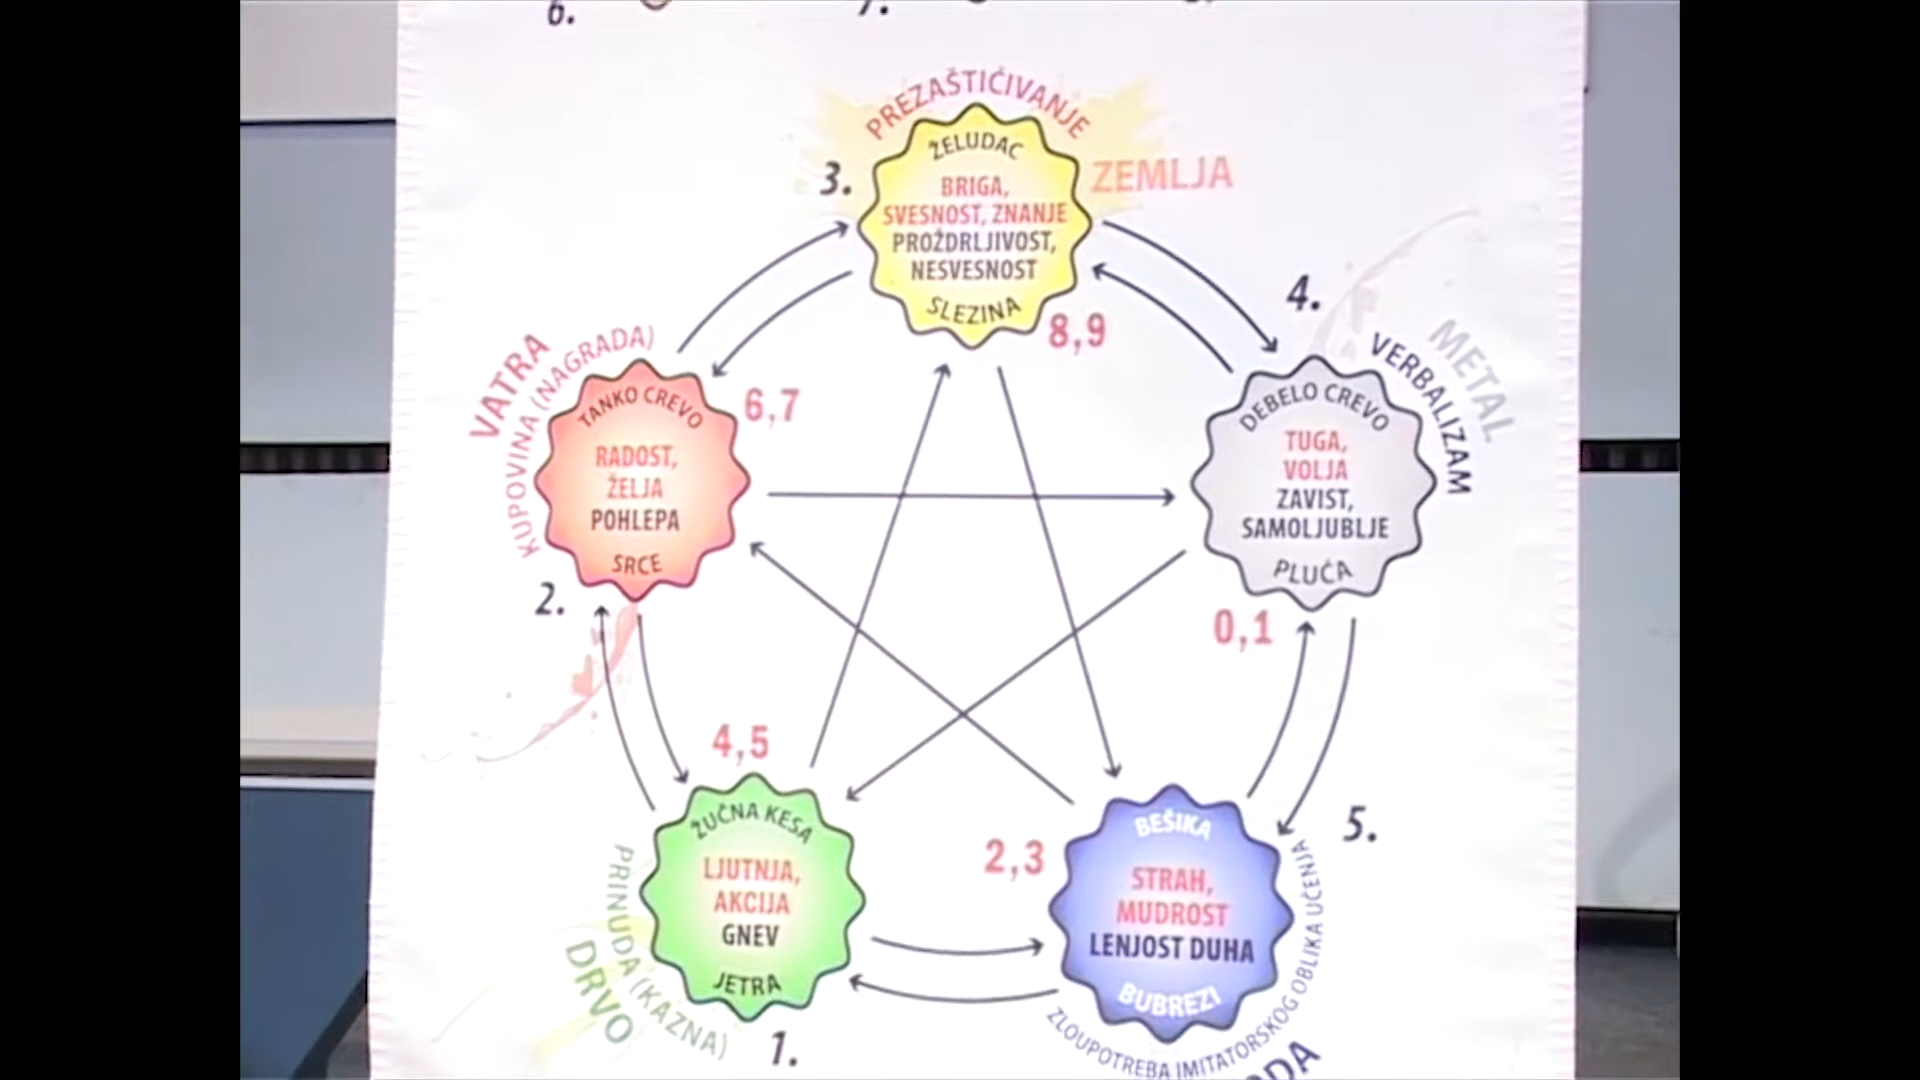 6.
7.
PREZAŠTIĆIVANJE
3.
ŽELUDAC
BRIGA,
SVESNOST, ZNANJE
PROŽDRLJIVOST,
NESVESNOST
SLEZINA
ZEMLJA
8,9
4.
METAL
VERBALIZAM
DEBELO CREVO
TUGA,
VOLJA
ZAVIST,
SAMOLJUBLJE
PLUĆA
0,1
VATRA
KUPOVINA (NAGRADA)
TANKO CREVO
RADOST,
ŽELJA
POHLEPA
SRCE
6,7
2.
4,5
ŽUČNA KESA
LJUTNJA,
AKCIJA
GNEV
JETRA
PRINUDA (KAZNA)
DRVO
1.
2,3
BEŠIKA
STRAH,
MUDROST
LENJOST DUHA
BUBREZI
5.
ZLOUPOTREBA IMITATORSKOG OBLIKA UČENJA